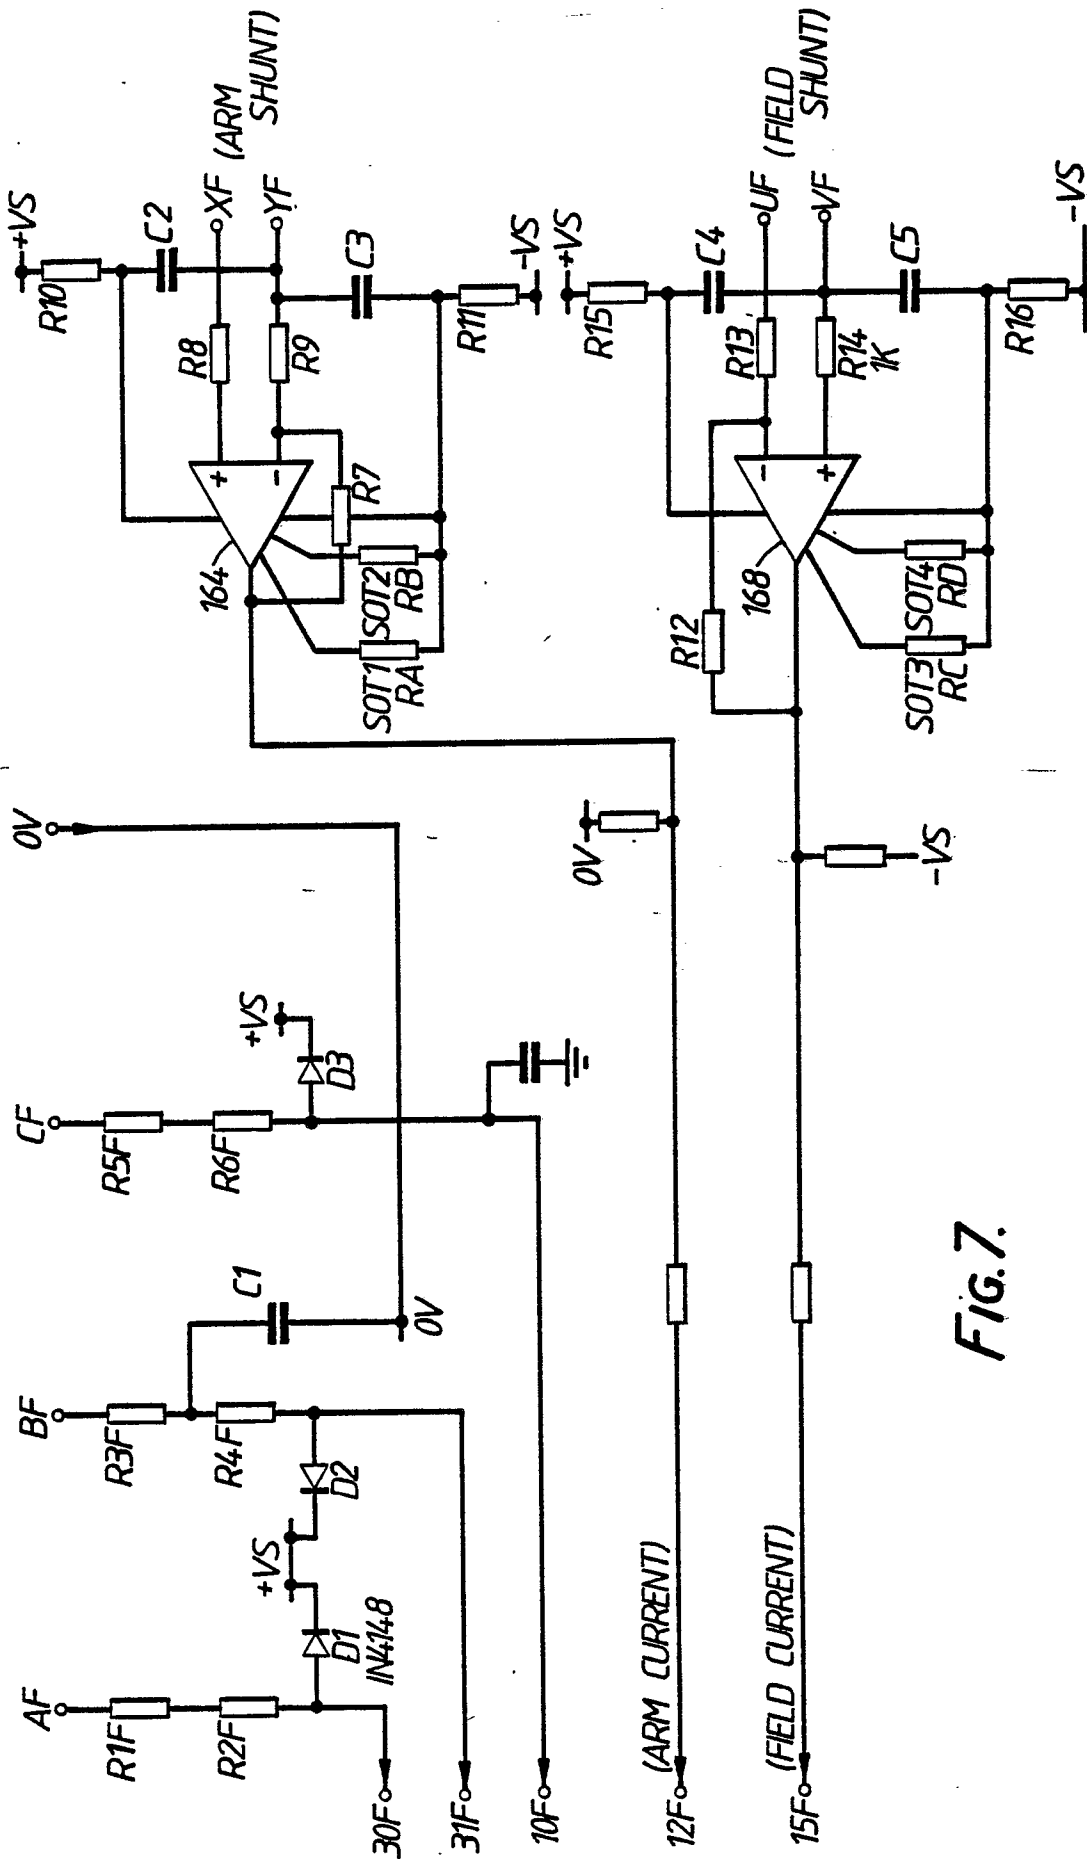 AF
R1F
R2F
30F
D1
IN4148
+VS
BF
R3F
R4F
D2
31F
C1
0V
CF
R5F
R6F
+VS
D3
10F
0V
+VS
R10
C2
XF (ARM
SHUNT)
YF
R8
R9
C3
R11
-VS
164
+
-
R7
SOT1
RA
SOT2
RB
0V
12F
(ARM CURRENT)
+VS
R15
C4
UF (FIELD
SHUNT)
VF
R13
R14
1K
C5
R16
-VS
168
-
+
R12
SOT3
RC
SOT4
RD
-VS
15F
(FIELD CURRENT)
FIG. 7.